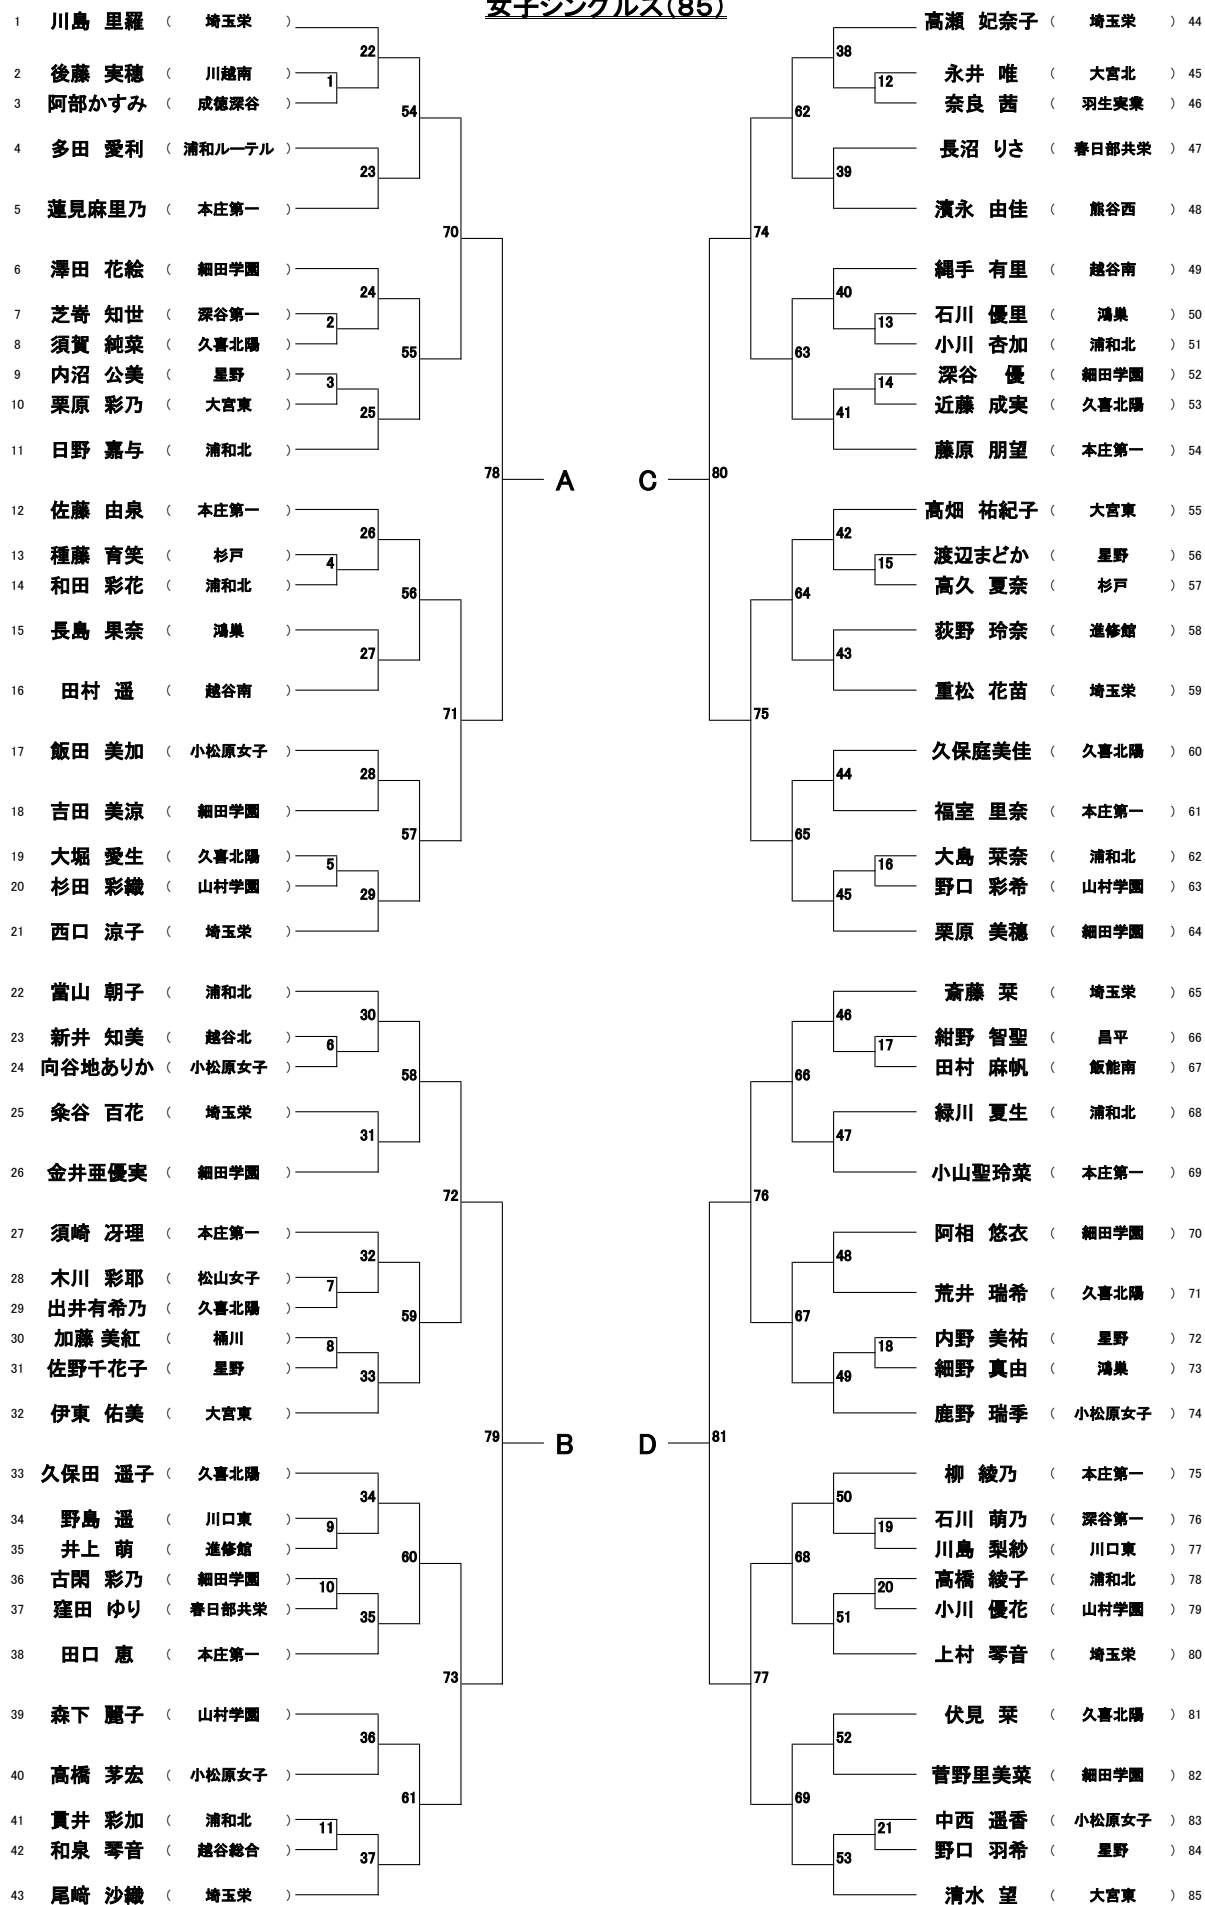 女子シングルス(85)
1 川島 里羅 ( 埼玉栄 )
2 後藤 実穂 ( 川越南 )
3 阿部かすみ ( 成徳深谷 )
4 多田 愛利 ( 浦和ルーテル )
5 蓮見麻里乃 ( 本庄第一 )
6 澤田 花絵 ( 細田学園 )
7 芝嵜 知世 ( 深谷第一 )
8 須賀 純菜 ( 久喜北陽 )
9 内沼 公美 ( 星野 )
10 栗原 彩乃 ( 大宮東 )
11 日野 嘉与 ( 浦和北 )
12 佐藤 由泉 ( 本庄第一 )
13 種藤 育笑 ( 杉戸 )
14 和田 彩花 ( 浦和北 )
15 長島 果奈 ( 鴻巣 )
16 田村 遥 ( 越谷南 )
17 飯田 美加 ( 小松原女子 )
18 吉田 美涼 ( 細田学園 )
19 大堀 愛生 ( 久喜北陽 )
20 杉田 彩織 ( 山村学園 )
21 西口 涼子 ( 埼玉栄 )
22 當山 朝子 ( 浦和北 )
23 新井 知美 ( 越谷北 )
24 向谷地ありか ( 小松原女子 )
25 粂谷 百花 ( 埼玉栄 )
26 金井亜優実 ( 細田学園 )
27 須崎 冴理 ( 本庄第一 )
28 木川 彩耶 ( 松山女子 )
29 出井有希乃 ( 久喜北陽 )
30 加藤 美紅 ( 桶川 )
31 佐野千花子 ( 星野 )
32 伊東 佑美 ( 大宮東 )
33 久保田 遥子 ( 久喜北陽 )
34 野島 遥 ( 川口東 )
35 井上 萌 ( 進修館 )
36 古閑 彩乃 ( 細田学園 )
37 窪田 ゆり ( 春日部共栄 )
38 田口 恵 ( 本庄第一 )
39 森下 麗子 ( 山村学園 )
40 高橋 茅宏 ( 小松原女子 )
41 貫井 彩加 ( 浦和北 )
42 和泉 琴音 ( 越谷総合 )
43 尾﨑 沙織 ( 埼玉栄 )
1
2
3
4
5
6
7
8
9
10
11
22
23
24
25
26
27
28
29
30
31
32
33
34
35
36
37
54
55
56
57
58
59
60
61
70
71
72
73
78
79
A
B
C
D
80
81
74
75
76
77
62
63
64
65
66
67
68
69
38
39
40
41
42
43
44
45
46
47
48
49
50
51
52
53
12
13
14
15
16
17
18
19
20
21
高瀬 妃奈子 ( 埼玉栄 ) 44
永井 唯 ( 大宮北 ) 45
奈良 茜 ( 羽生実業 ) 46
長沼 りさ ( 春日部共栄 ) 47
濱永 由佳 ( 熊谷西 ) 48
縄手 有里 ( 越谷南 ) 49
石川 優里 ( 鴻巣 ) 50
小川 杏加 ( 浦和北 ) 51
深谷 優 ( 細田学園 ) 52
近藤 成実 ( 久喜北陽 ) 53
藤原 朋望 ( 本庄第一 ) 54
高畑 祐紀子 ( 大宮東 ) 55
渡辺まどか ( 星野 ) 56
高久 夏奈 ( 杉戸 ) 57
荻野 玲奈 ( 進修館 ) 58
重松 花苗 ( 埼玉栄 ) 59
久保庭美佳 ( 久喜北陽 ) 60
福室 里奈 ( 本庄第一 ) 61
大島 栞奈 ( 浦和北 ) 62
野口 彩希 ( 山村学園 ) 63
栗原 美穂 ( 細田学園 ) 64
斎藤 栞 ( 埼玉栄 ) 65
紺野 智聖 ( 昌平 ) 66
田村 麻帆 ( 飯能南 ) 67
緑川 夏生 ( 浦和北 ) 68
小山聖玲菜 ( 本庄第一 ) 69
阿相 悠衣 ( 細田学園 ) 70
荒井 瑞希 ( 久喜北陽 ) 71
内野 美祐 ( 星野 ) 72
細野 真由 ( 鴻巣 ) 73
鹿野 瑞季 ( 小松原女子 ) 74
柳 綾乃 ( 本庄第一 ) 75
石川 萌乃 ( 深谷第一 ) 76
川島 梨紗 ( 川口東 ) 77
高橋 綾子 ( 浦和北 ) 78
小川 優花 ( 山村学園 ) 79
上村 琴音 ( 埼玉栄 ) 80
伏見 栞 ( 久喜北陽 ) 81
菅野里美菜 ( 細田学園 ) 82
中西 遥香 ( 小松原女子 ) 83
野口 羽希 ( 星野 ) 84
清水 望 ( 大宮東 ) 85